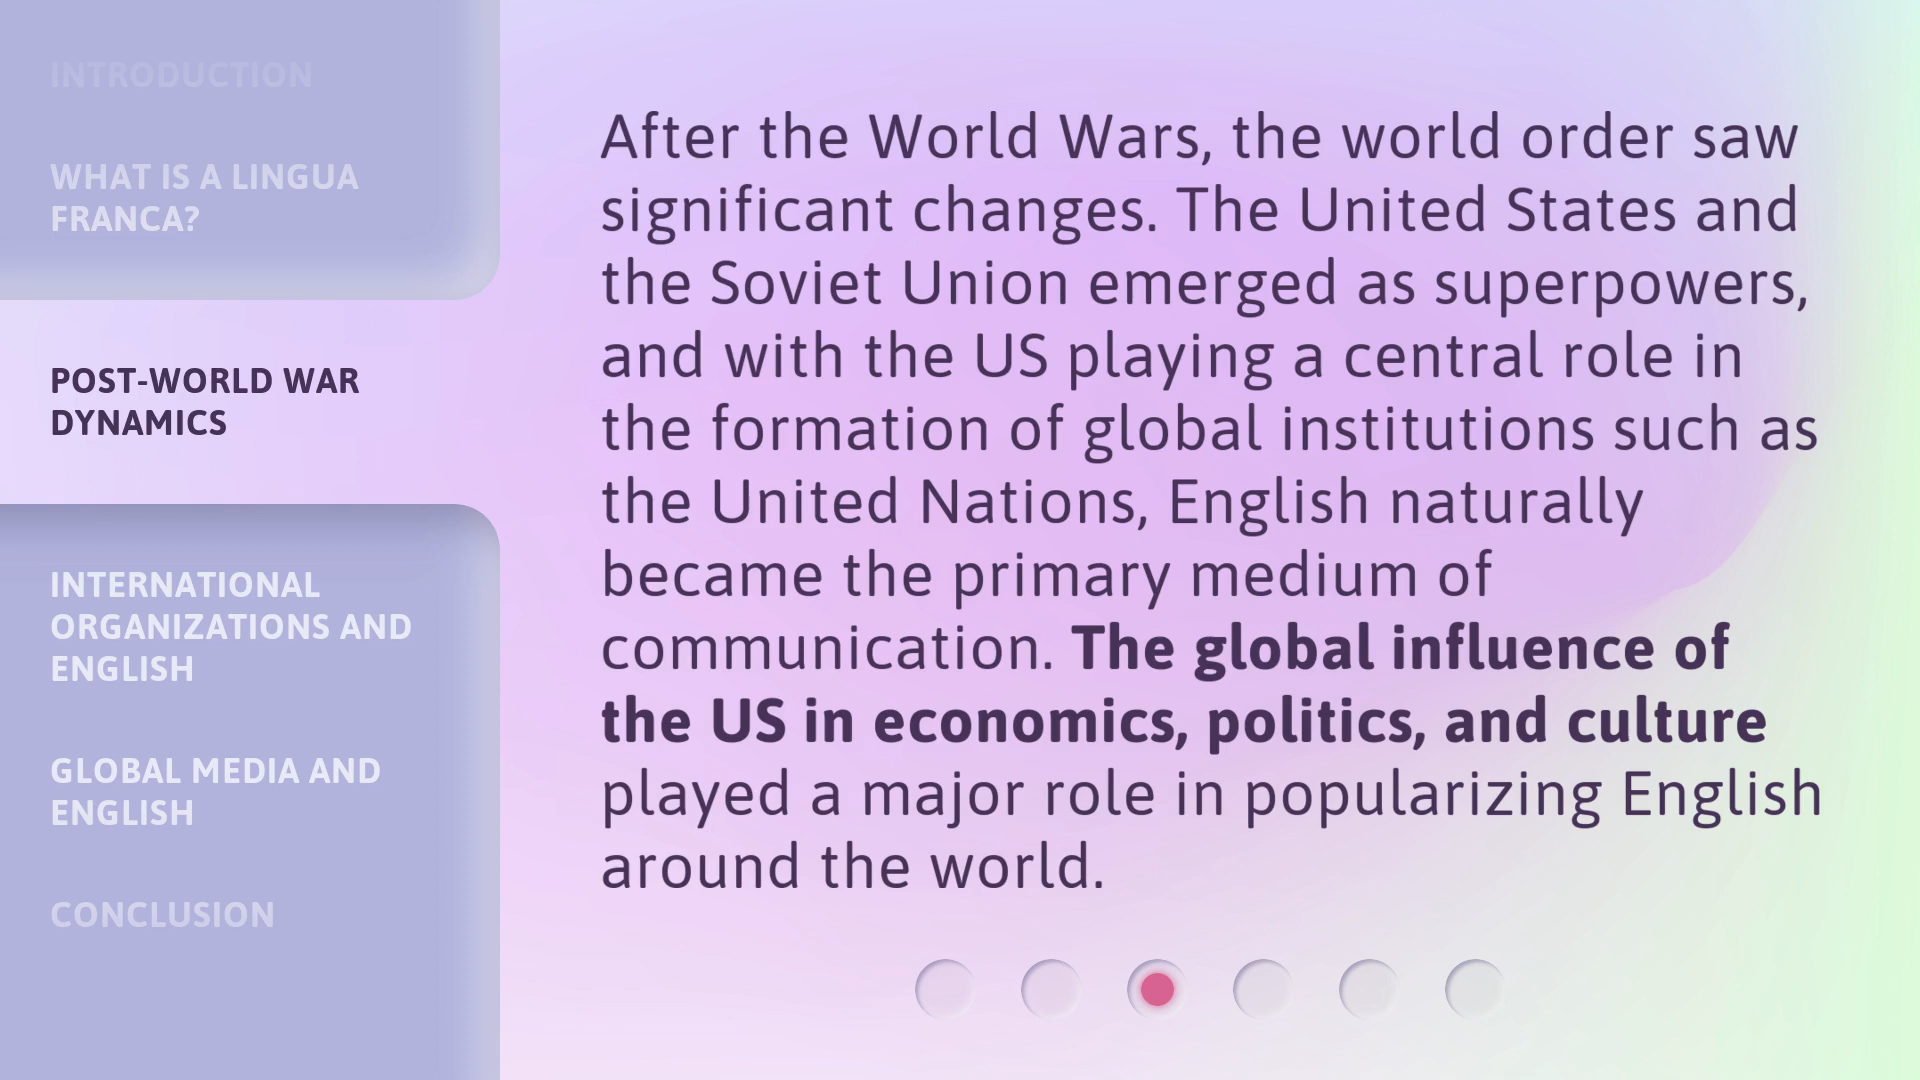 INTRODUCTION
WHAT IS A LINGUA
FRANCA?
POST-WORLD WAR
DYNAMICS
INTERNATIONAL
ORGANIZATIONS AND
ENGLISH
GLOBAL MEDIA AND
ENGLISH
CONCLUSION
After the World Wars, the world order saw
significant changes. The United States and
the Soviet Union emerged as superpowers,
and with the US playing a central role in
the formation of global institutions such as
the United Nations, English naturally
became the primary medium of
communication. The global influence of
the US in economics, politics, and culture
played a major role in popularizing English
around the world.